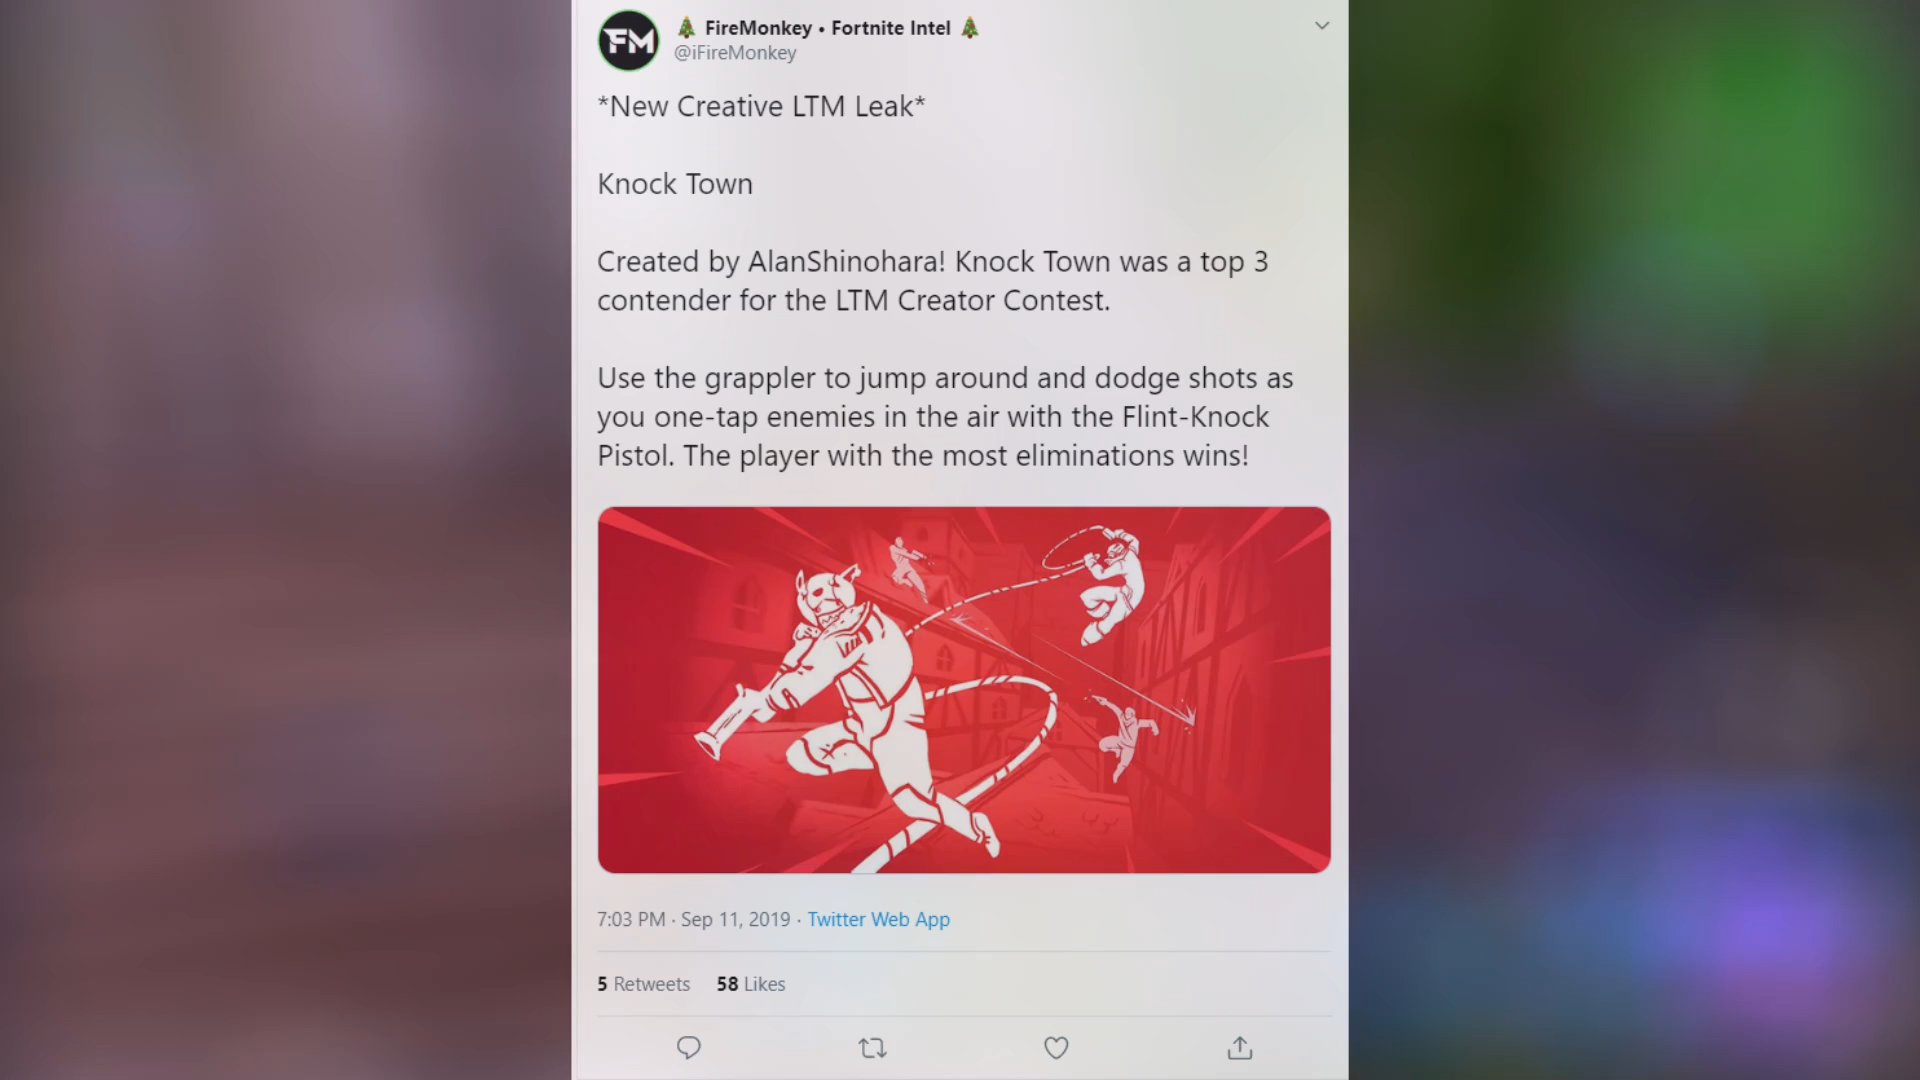 FM
🎄 FireMonkey • Fortnite Intel 🎄
@iFireMonkey
*New Creative LTM Leak*
Knock Town
Created by AlanShinohara! Knock Town was a top 3
contender for the LTM Creator Contest.
Use the grappler to jump around and dodge shots as
you one-tap enemies in the air with the Flint-Knock
Pistol. The player with the most eliminations wins!
7:03 PM · Sep 11, 2019 · Twitter Web App
5 Retweets 58 Likes